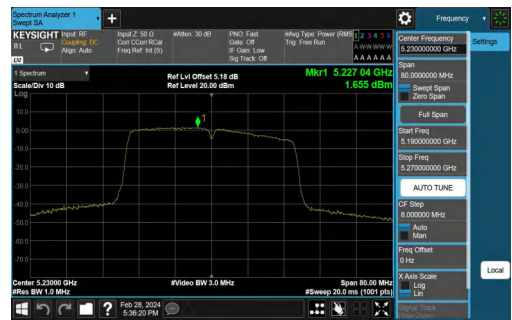 Spectrum Analyzer 1
Swept SA
Frequency
KEYSIGHT
R L
Input: RF
Coupling: DC
Align: Auto
Input Z: 50 Ω
Corr CCorr RCal
Freq Ref: Int (S)
#Atten: 30 dB
PNO: Fast
Gate: Off
IF Gain: Low
Sig Track: Off
#Avg Type: Power (RMS
Trig: Free Run
1 2 3 4 5 6
A W W W W W
A A A A A A
LV
1 Spectrum
Scale/Div 10 dB
Log
Ref Lvl Offset 5.18 dB
Ref Level 20.00 dBm
Mkr1 5.227 04 GHz
1.655 dBm
10.0
0.00
-10.0
-20.0
-30.0
-40.0
-50.0
-60.0
-70.0
1
Center 5.23000 GHz
#Res BW 1.0 MHz
#Video BW 3.0 MHz
Span 80.00 MHz
#Sweep 20.0 ms (1001 pts)
Center Frequency
5.230000000 GHz
Settings
Span
80.0000000 MHz
Swept Span
Zero Span
Full Span
Start Freq
5.190000000 GHz
Stop Freq
5.270000000 GHz
AUTO TUNE
CF Step
8.000000 MHz
Auto
Man
Freq Offset
0 Hz
X Axis Scale
Log
Lin
Local
Signal Track
(Span Zoom)
?
Feb 28, 2024
5:36:20 PM